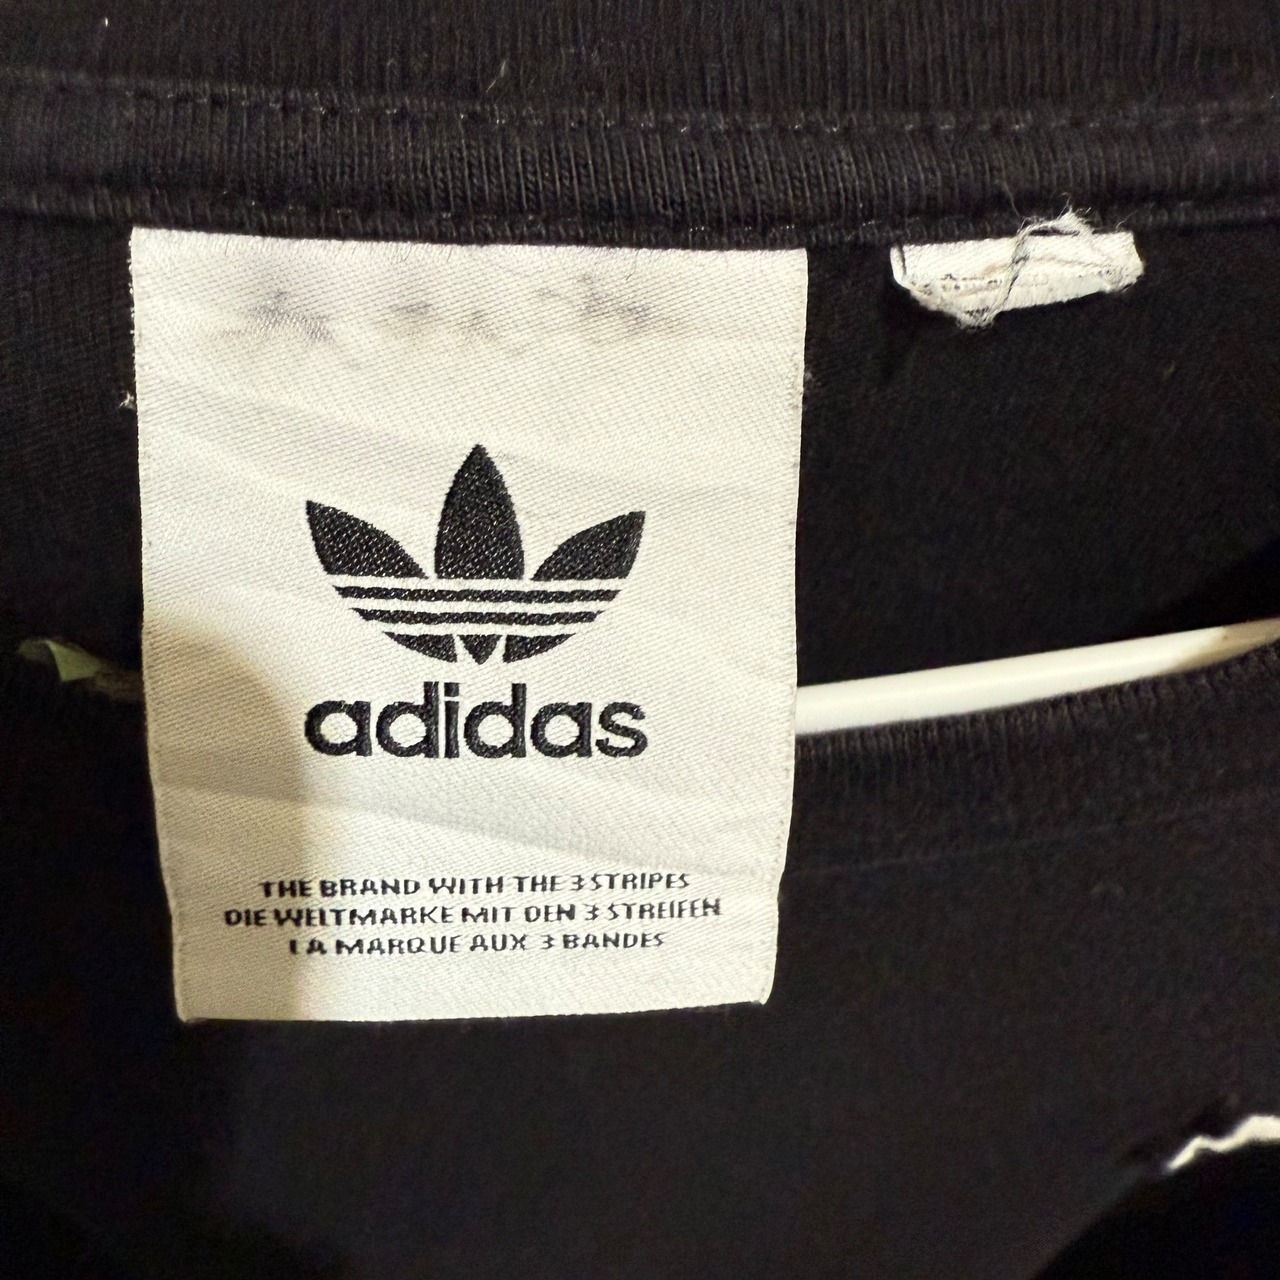 adidas
THE BRAND WITH THE 3 STRIPES
DIE WELTMARKE MIT DEN 3 STREIFEN
LA MARQUE AUX 3 BANDES